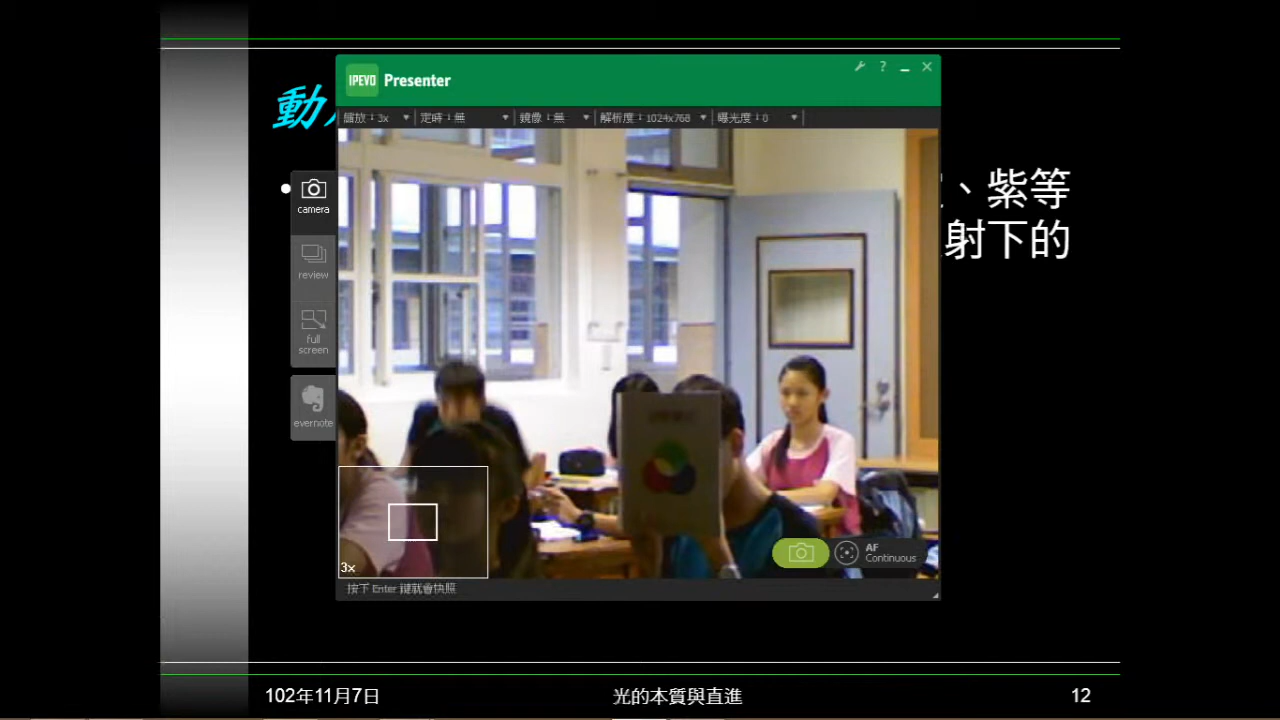 動
IPEVO Presenter
縮放：3x 定時：無 鏡像：無 解析度：1024x768 曝光度：0
、紫等
射下的
camera
review
full
screen
evernote
3x
AF
Continuous
按下 Enter 鍵就會快照
102年11月7日 光的本質與直進 12